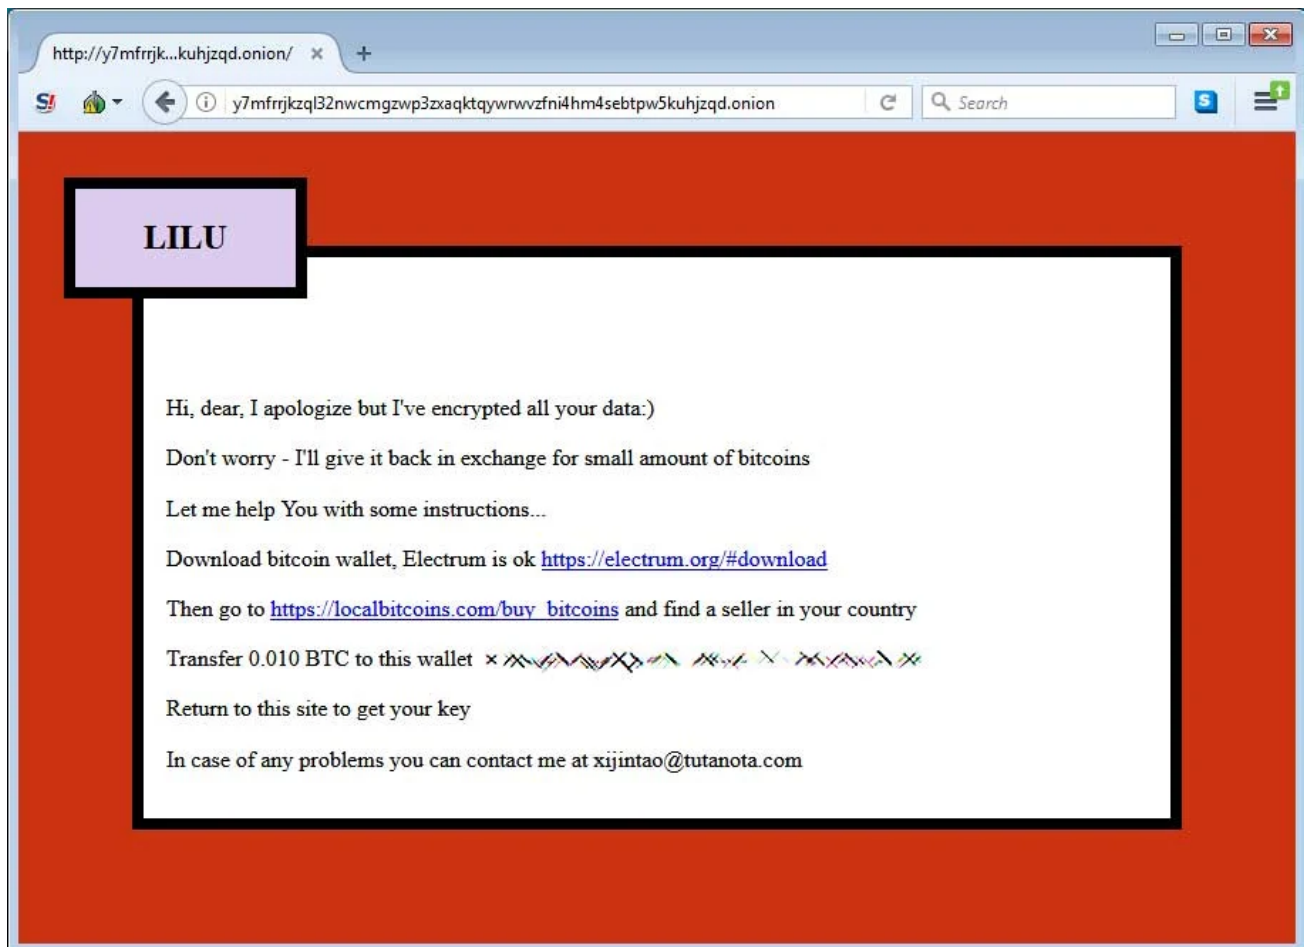 http://y7mfrrjk...kuhjzqd.onion/
y7mfrrjkzql32nwcmgzwp3zxaqktqywrwvzfni4hm4sebtpw5kuhjzqd.onion
Search
LILU
Hi, dear, I apologize but I've encrypted all your data:)
Don't worry - I'll give it back in exchange for small amount of bitcoins
Let me help You with some instructions...
Download bitcoin wallet, Electrum is ok https://electrum.org/#download
Then go to https://localbitcoins.com/buy_bitcoins and find a seller in your country
Transfer 0.010 BTC to this wallet
Return to this site to get your key
In case of any problems you can contact me at xijintao@tutanota.com